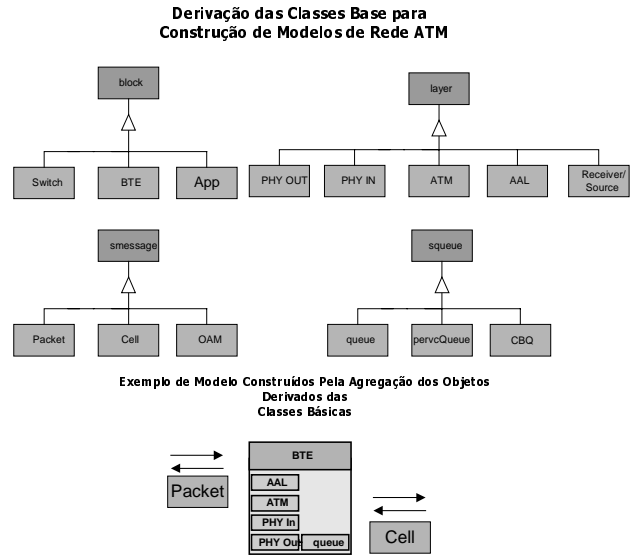 Derivação das Classes Base para
Construção de Modelos de Rede ATM
block
layer
Switch BTE App
PHY OUT PHY IN ATM AAL Receiver/
Source
smessage
squeue
Packet Cell OAM
queue pervcQueue CBQ
Exemplo de Modelo Construídos Pela Agregação dos Objetos
Derivados das
Classes Básicas
BTE
AAL
Packet
ATM
PHY In
PHY Out queue
Cell